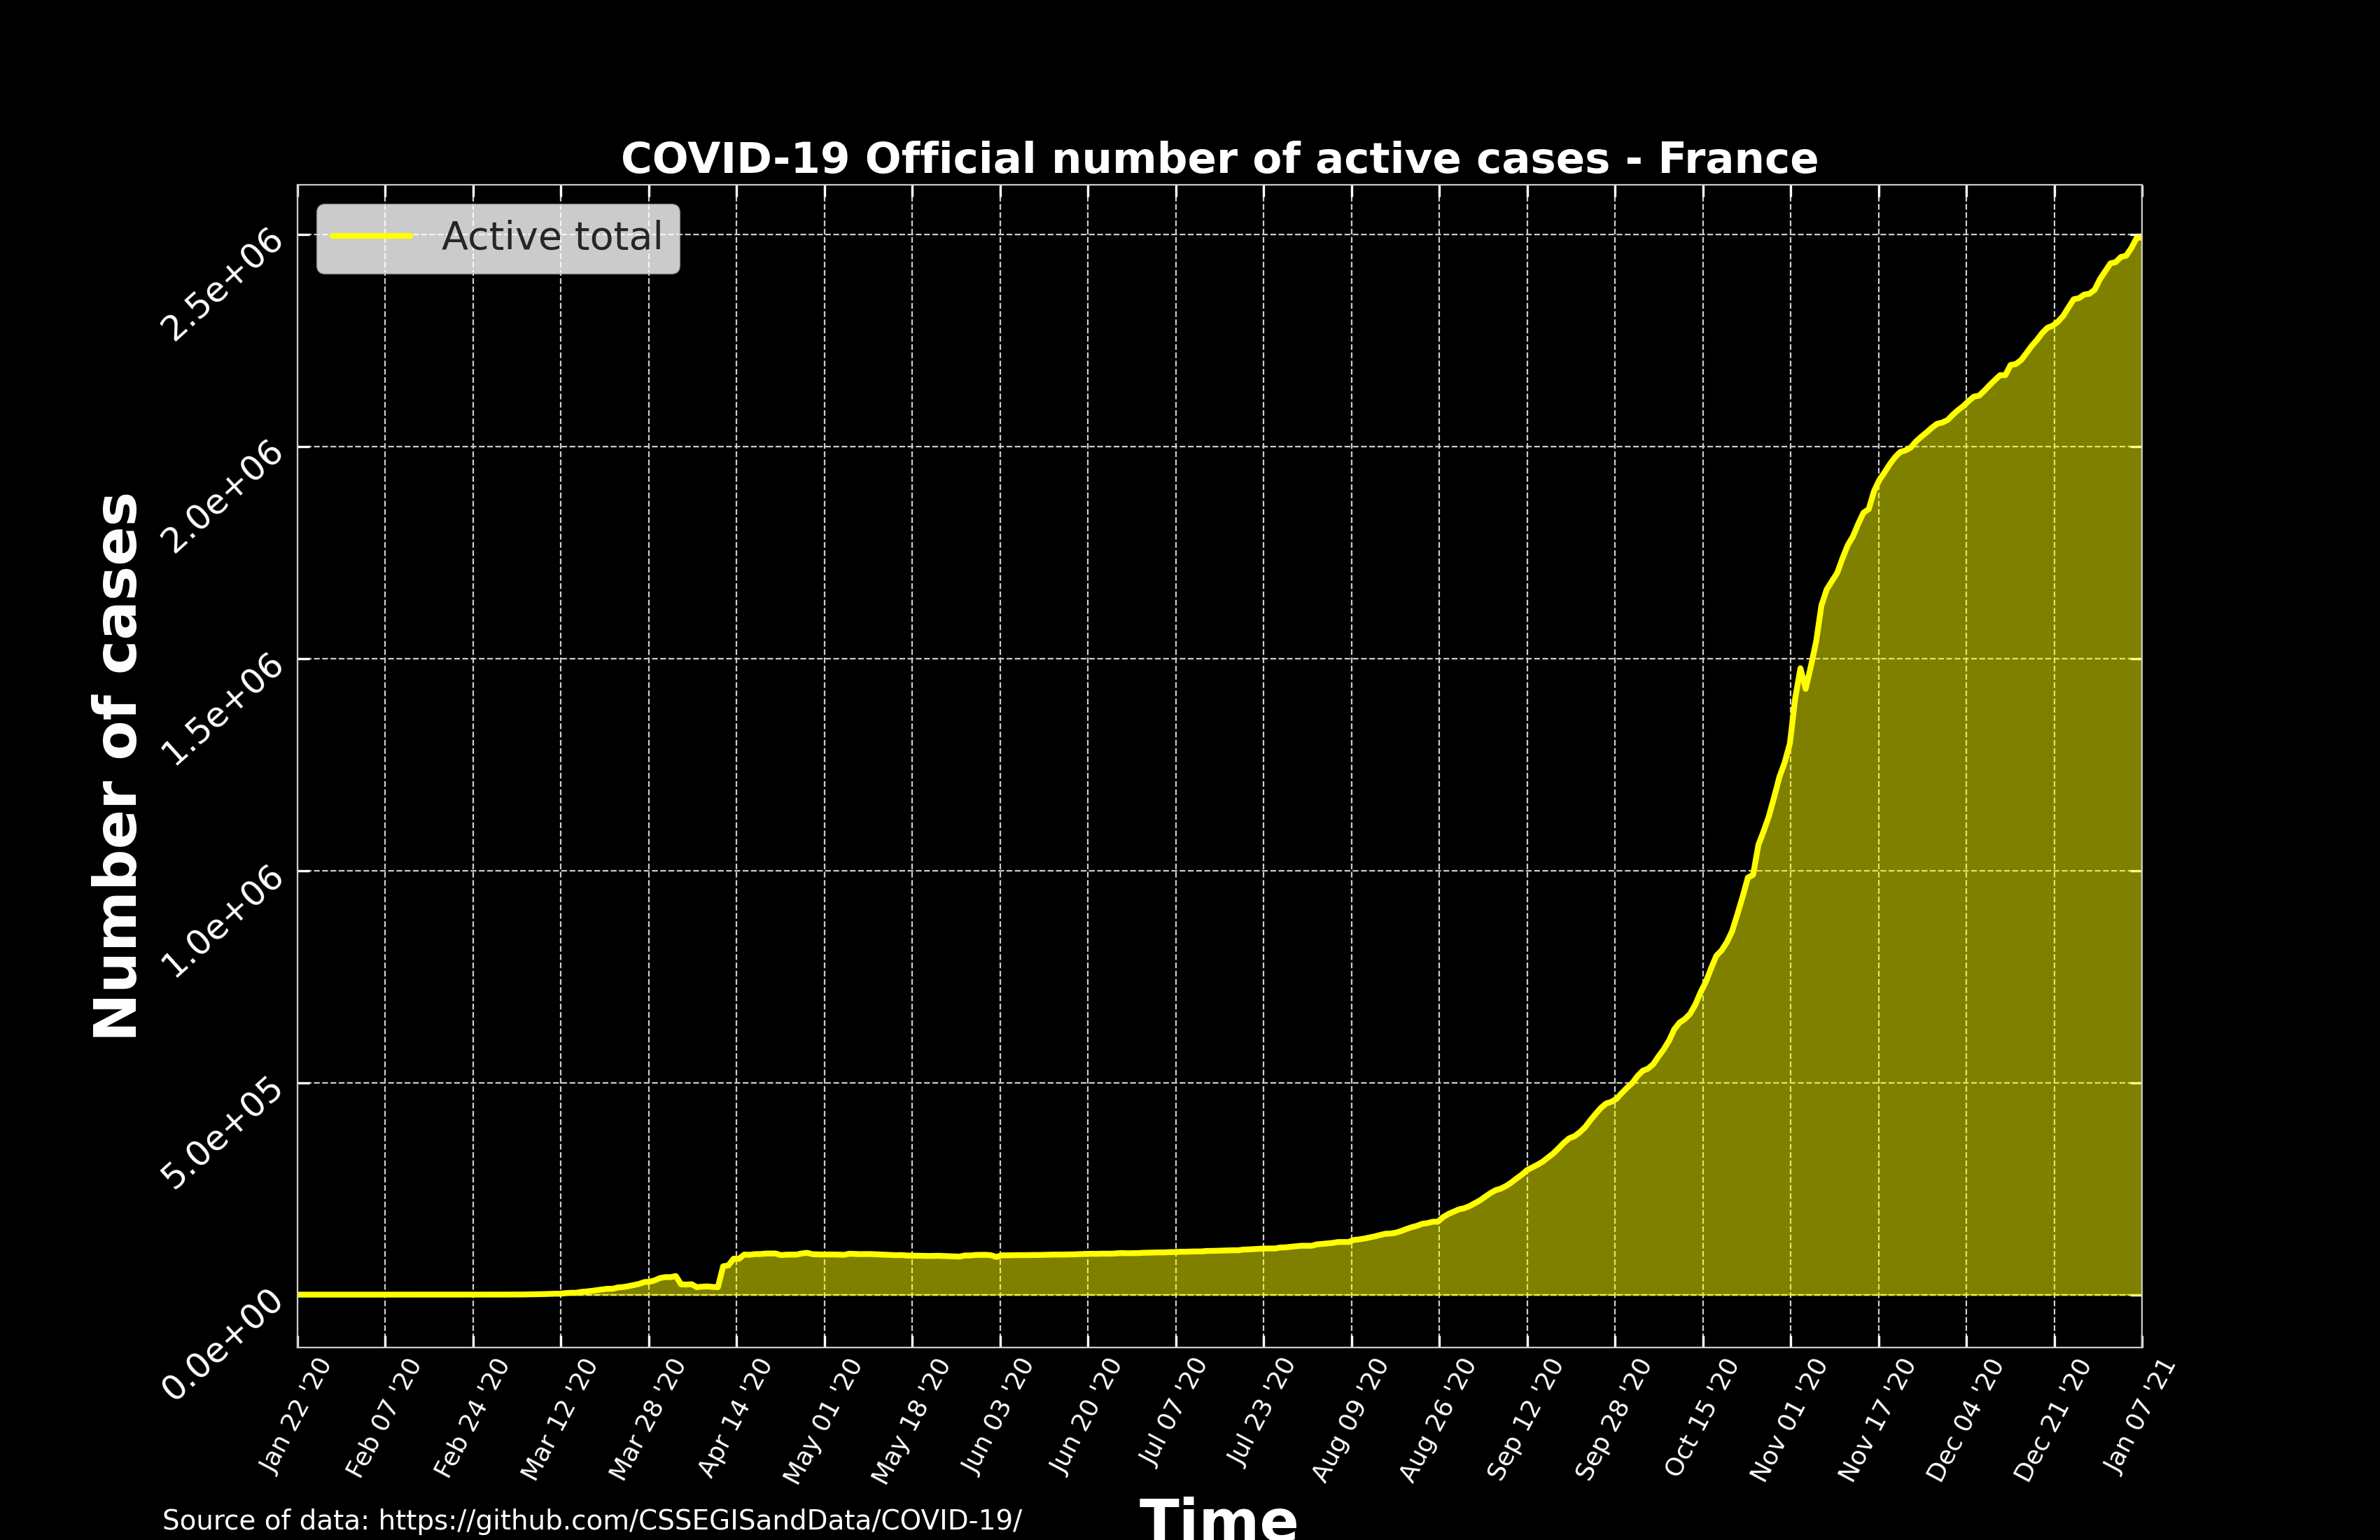 COVID-19 Official number of active cases - France
Active total
Number of cases
2.5e+06
2.0e+06
1.5e+06
1.0e+06
5.0e+05
0.0e+00
Jan 22 '20
Feb 07 '20
Feb 24 '20
Mar 12 '20
Mar 28 '20
Apr 14 '20
May 01 '20
May 18 '20
Jun 03 '20
Jun 20 '20
Jul 07 '20
Jul 23 '20
Aug 09 '20
Aug 26 '20
Sep 12 '20
Sep 28 '20
Oct 15 '20
Nov 01 '20
Nov 17 '20
Dec 04 '20
Dec 21 '20
Jan 07 '21
Time
Source of data: https://github.com/CSSEGISandData/COVID-19/